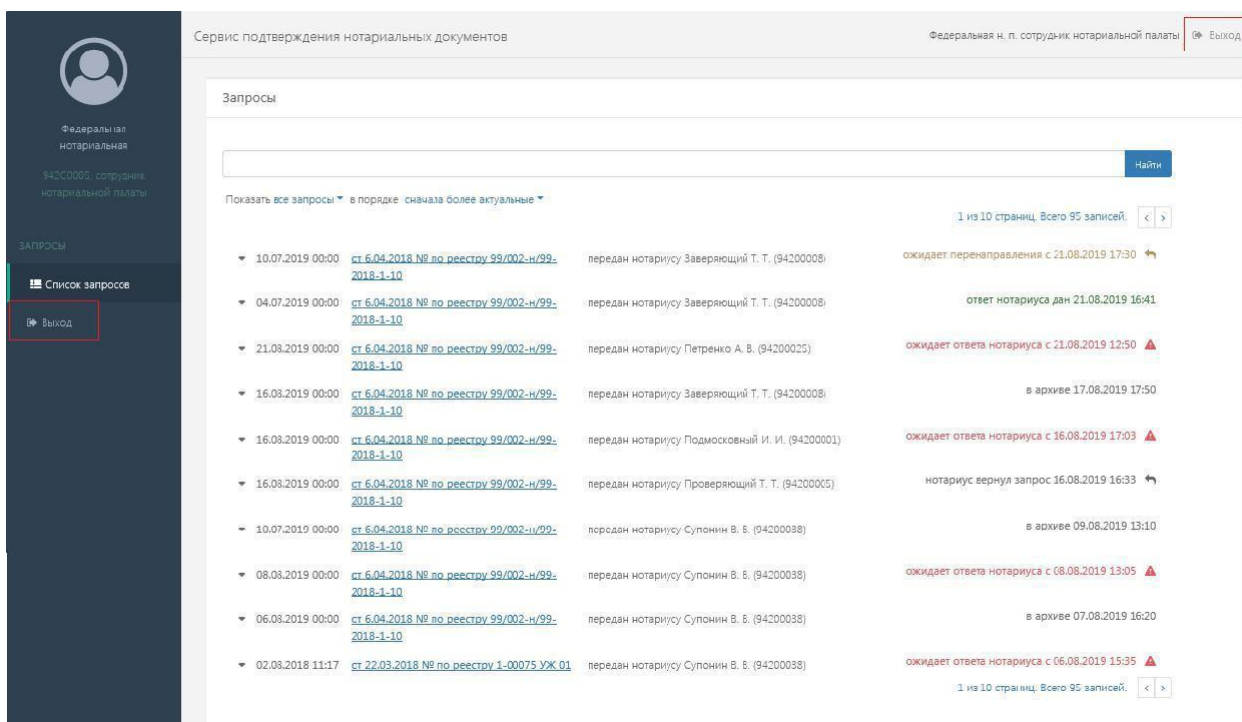 Сервис подтверждения нотариальных документов
Федеральная н. п. сотрудник нотариальной палаты
Выход
Федеральная
нотариальная
942C0005, сотрудник
нотариальной палаты
ЗАПРОСЫ
Список запросов
Выход
Запросы
Найти
Показать все запросы в порядке сначала более актуальные
1 из 10 страниц. Всего 95 записей. < >
10.07.2019 00:00 ст 6.04.2018 № по реестру 99/002-н/99- передан нотариусу Заверяющий Т. Т. (94200008) ожидает перенаправления с 21.08.2019 17:30
2018-1-10
04.07.2019 00:00 ст 6.04.2018 № по реестру 99/002-н/99- передан нотариусу Заверяющий Т. Т. (94200008) ответ нотариуса дан 21.08.2019 16:41
2018-1-10
21.08.2019 00:00 ст 6.04.2018 № по реестру 99/002-н/99- передан нотариусу Петренко А. В. (94200025) ожидает ответа нотариуса с 21.08.2019 12:50
2018-1-10
16.08.2019 00:00 ст 6.04.2018 № по реестру 99/002-н/99- передан нотариусу Заверяющий Т. Т. (94200008) в архиве 17.08.2019 17:50
2018-1-10
16.08.2019 00:00 ст 6.04.2018 № по реестру 99/002-н/99- передан нотариусу Подмосковный И. И. (94200001) ожидает ответа нотариуса с 16.08.2019 17:03
2018-1-10
16.08.2019 00:00 ст 6.04.2018 № по реестру 99/002-н/99- передан нотариусу Проверяющий Т. Т. (94200005) нотариус вернул запрос 16.08.2019 16:33
2018-1-10
10.07.2019 00:00 ст 6.04.2018 № по реестру 99/002-н/99- передан нотариусу Супонин В. В. (94200038) в архиве 09.08.2019 13:10
2018-1-10
08.08.2019 00:00 ст 6.04.2018 № по реестру 99/002-н/99- передан нотариусу Супонин В. В. (94200038) ожидает ответа нотариуса с 08.08.2019 13:05
2018-1-10
06.08.2019 00:00 ст 6.04.2018 № по реестру 99/002-н/99- передан нотариусу Супонин В. В. (94200038) в архиве 07.08.2019 16:20
2018-1-10
02.08.2018 11:17 ст 22.03.2018 № по реестру 1-00075 УЖ 01 передан нотариусу Супонин В. В. (94200038) ожидает ответа нотариуса с 06.08.2019 15:35
1 из 10 страниц. Всего 95 записей. < >